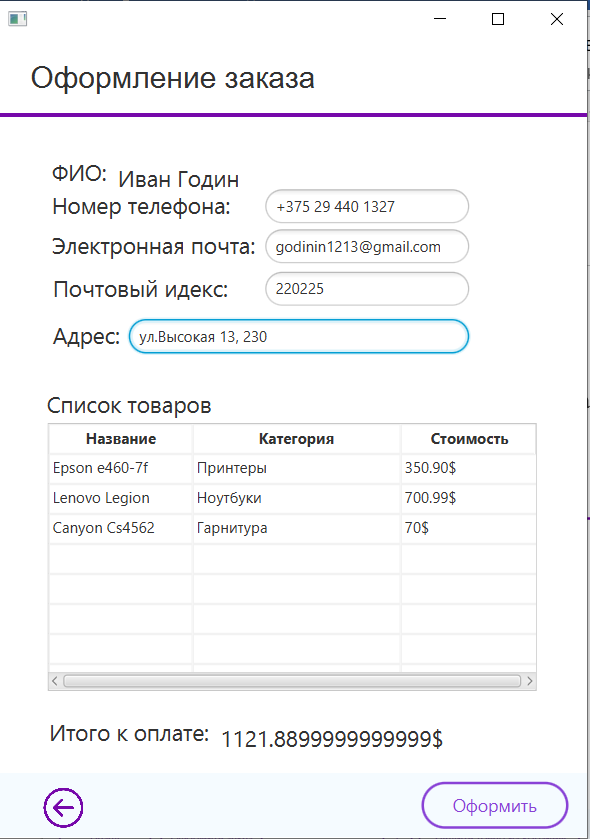 Оформление заказа
ФИО: Иван Годин
Номер телефона: +375 29 440 1327
Электронная почта: godinin1213@gmail.com
Почтовый идекс: 220225
Адрес: ул.Высокая 13, 230
Список товаров
Название Категория Стоимость
Epson e460-7f Принтеры 350.90$
Lenovo Legion Ноутбуки 700.99$
Canyon Cs4562 Гарнитура 70$
Итого к оплате: 1121.88999999999999$
Оформить